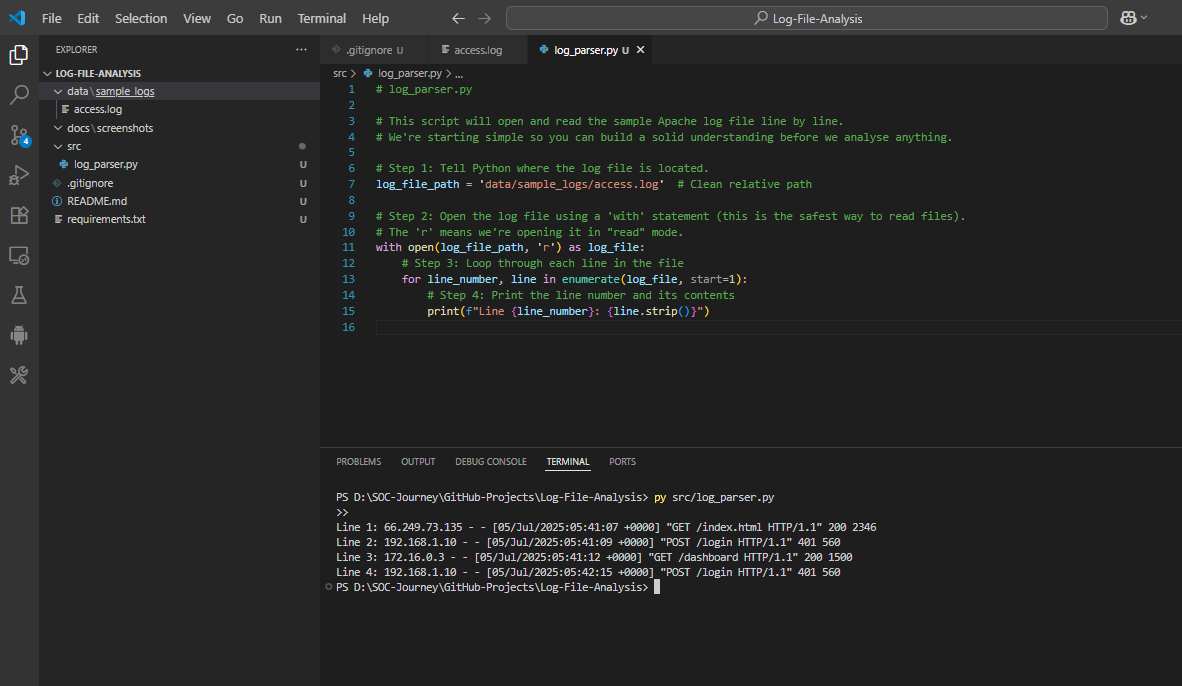 File Edit Selection View Go Run Terminal Help
Log-File-Analysis
EXPLORER
LOG-FILE-ANALYSIS
data\sample_logs
access.log
docs\screenshots
src
log_parser.py U
.gitignore U
README.md U
requirements.txt U
4
.gitignore U
access.log
log_parser.py U
src > log_parser.py > ...
1 # log_parser.py
2
3 # This script will open and read the sample Apache log file line by line.
4 # We're starting simple so you can build a solid understanding before we analyse anything.
5
6 # Step 1: Tell Python where the log file is located.
7 log_file_path = 'data/sample_logs/access.log'  # Clean relative path
8
9 # Step 2: Open the log file using a 'with' statement (this is the safest way to read files).
10 # The 'r' means we're opening it in "read" mode.
11 with open(log_file_path, 'r') as log_file:
12     # Step 3: Loop through each line in the file
13     for line_number, line in enumerate(log_file, start=1):
14         # Step 4: Print the line number and its contents
15         print(f"Line {line_number}: {line.strip()}")
16
PROBLEMS OUTPUT DEBUG CONSOLE TERMINAL PORTS
PS D:\SOC-Journey\GitHub-Projects\Log-File-Analysis> py src/log_parser.py
>>
Line 1: 66.249.73.135 - - [05/Jul/2025:05:41:07 +0000] "GET /index.html HTTP/1.1" 200 2346
Line 2: 192.168.1.10 - - [05/Jul/2025:05:41:09 +0000] "POST /login HTTP/1.1" 401 560
Line 3: 172.16.0.3 - - [05/Jul/2025:05:41:12 +0000] "GET /dashboard HTTP/1.1" 200 1500
Line 4: 192.168.1.10 - - [05/Jul/2025:05:42:15 +0000] "POST /login HTTP/1.1" 401 560
PS D:\SOC-Journey\GitHub-Projects\Log-File-Analysis>